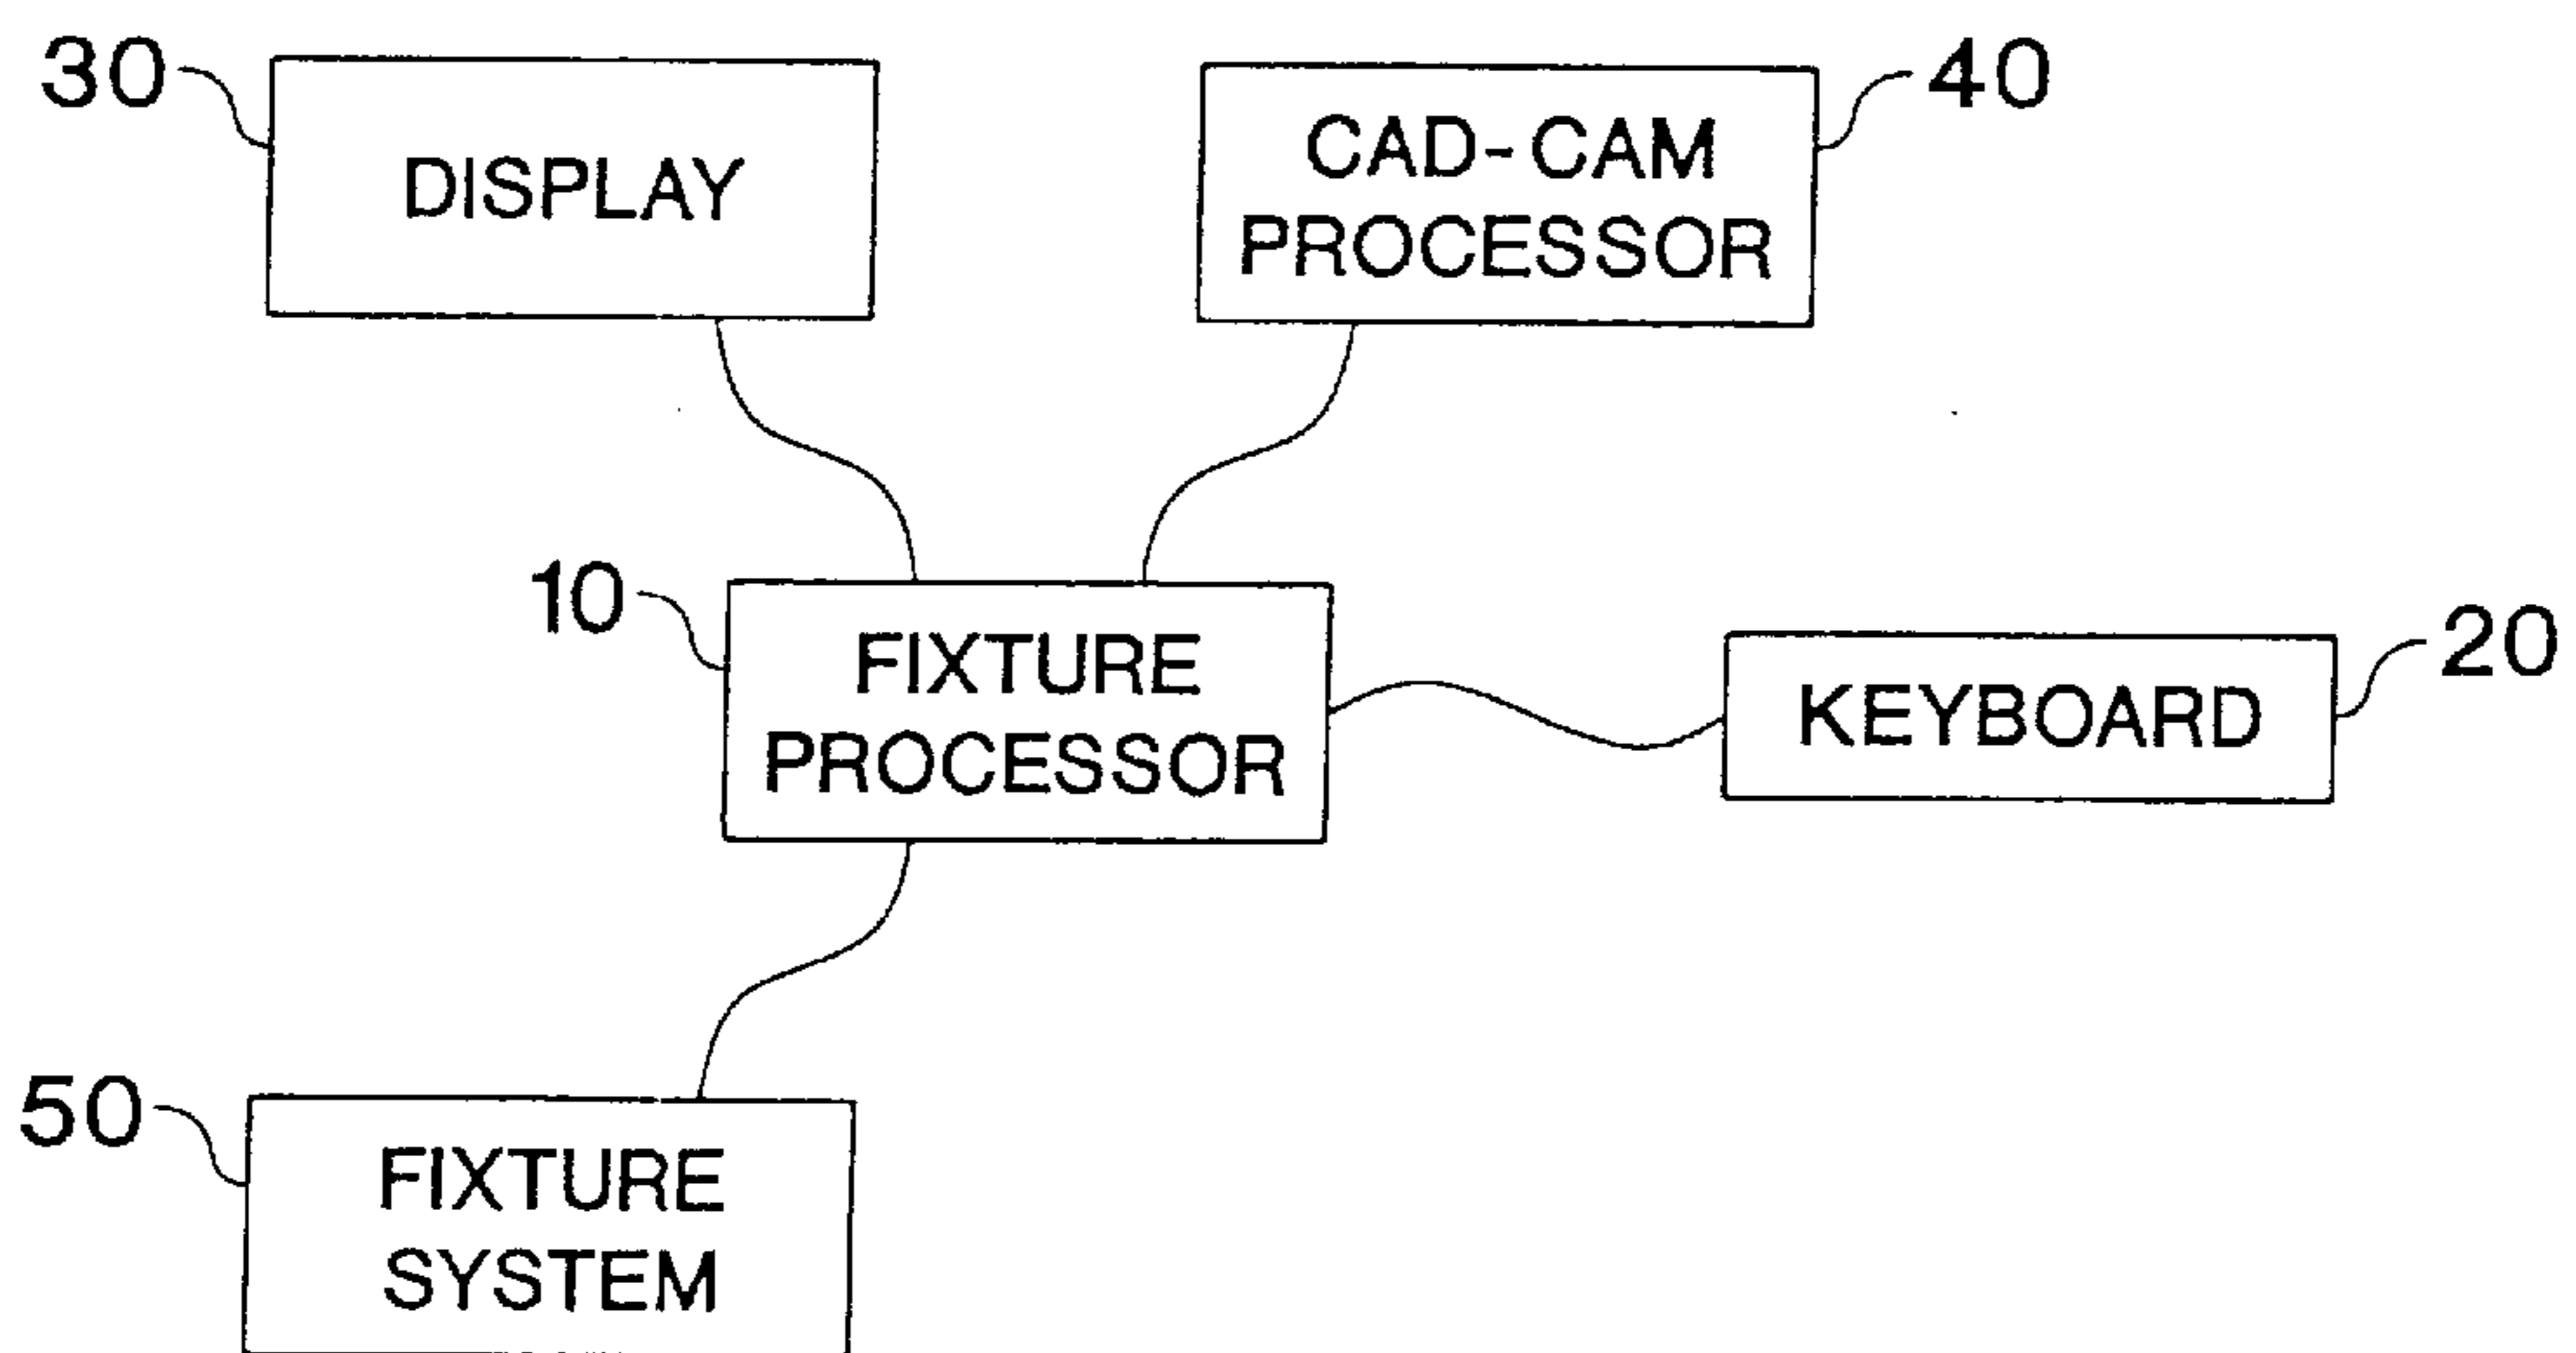 30
DISPLAY
CAD-CAM
PROCESSOR
40
10
FIXTURE
PROCESSOR
KEYBOARD
20
50
FIXTURE
SYSTEM